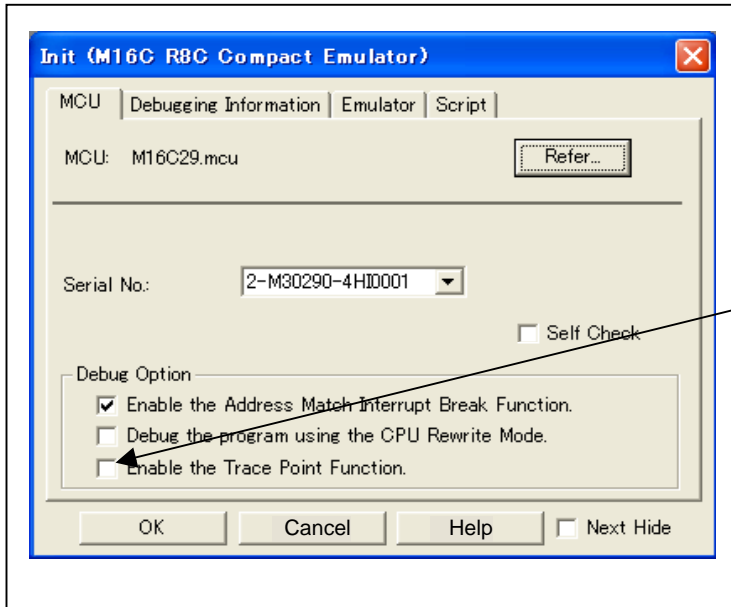 Init (M16C R8C Compact Emulator)
MCU Debugging Information Emulator Script
MCU: M16C29.mcu Refer...
Serial No.: 2-M30290-4HI0001
Self Check
Debug Option
Enable the Address Match Interrupt Break Function.
Debug the program using the CPU Rewrite Mode.
Enable the Trace Point Function.
OK Cancel Help Next Hide